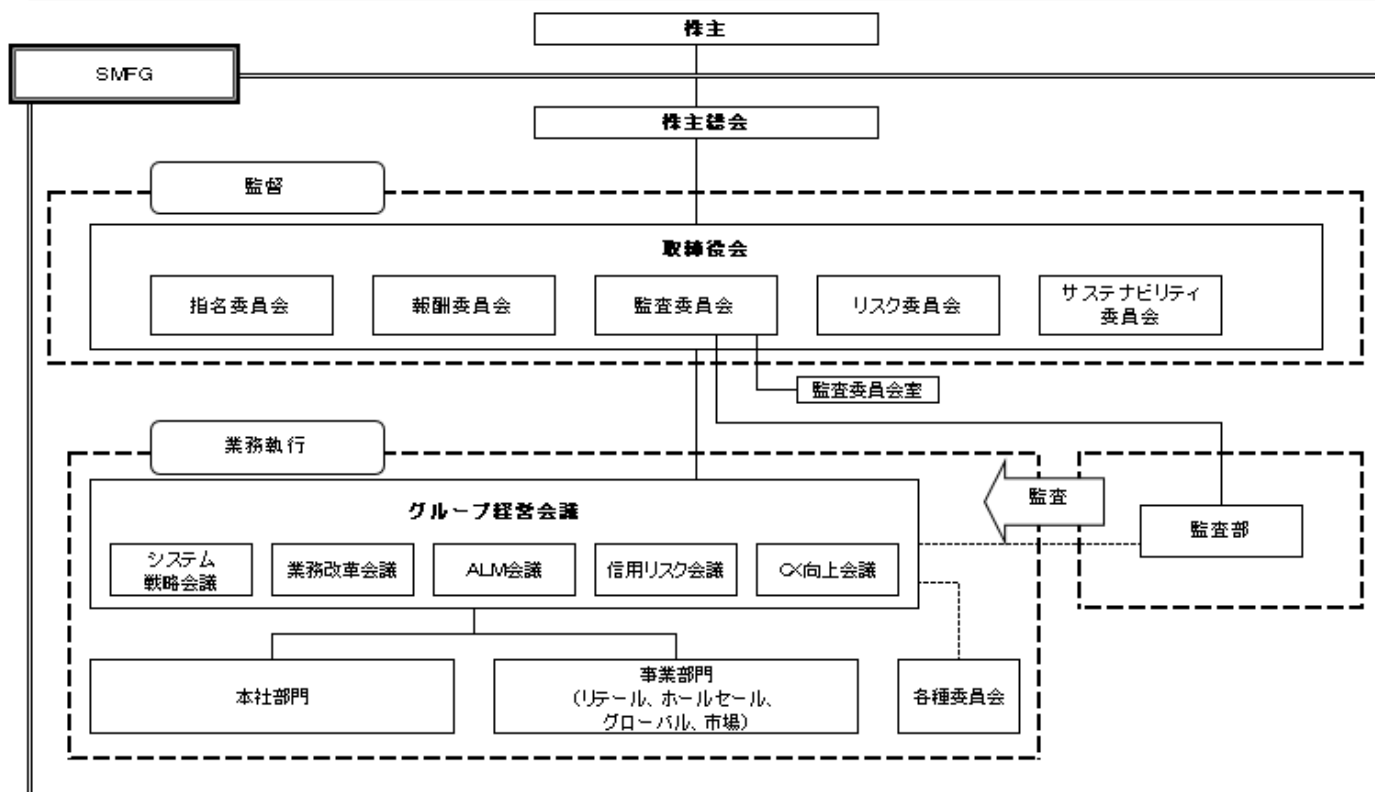 株主
SMFG
株主総会
監督
取締役会
指名委員会
報酬委員会
監査委員会
リスク委員会
サステナビリティ
委員会
監査委員会室
業務執行
グループ経営会議
システム
戦略会議
業務改革会議
ALM会議
信用リスク会議
CX向上会議
監査
監査部
本社部門
事業部門
(リテール、ホールセール、
グローバル、市場)
各種委員会